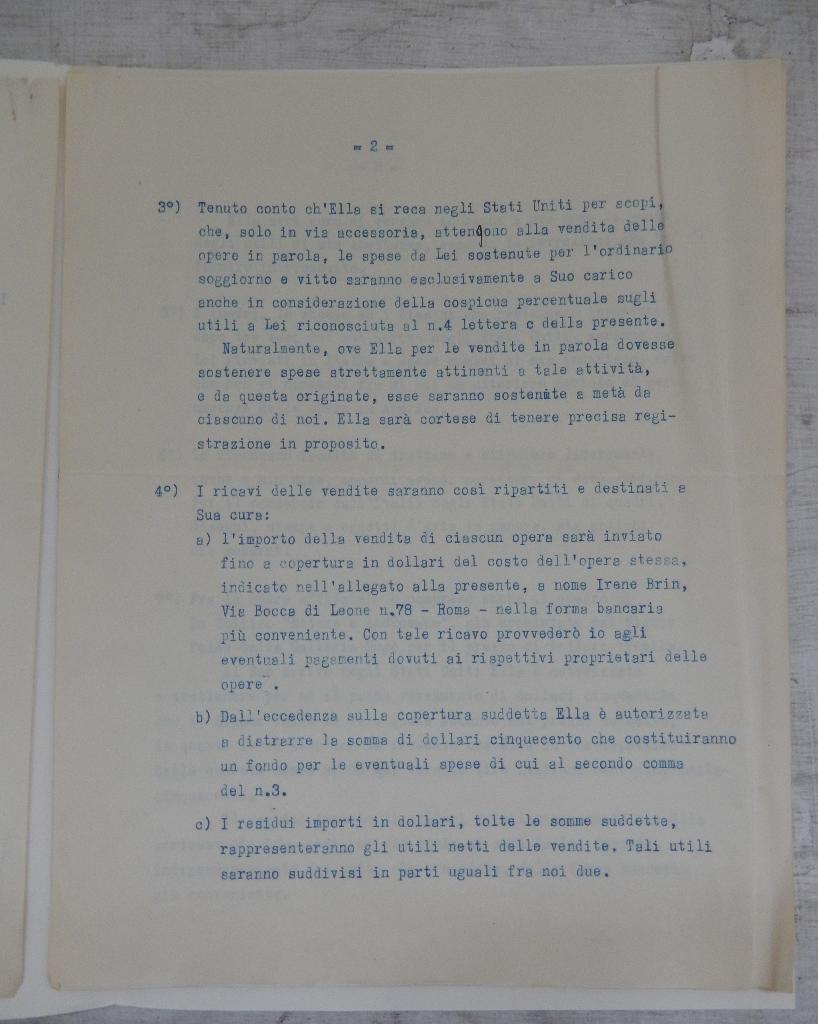 = 2 =
3º) Tenuto conto ch'Ella si reca negli Stati Uniti per scopi,
che, solo in via accessoria, attengono alla vendita delle
opere in parola, le spese da Lei sostenute per l'ordinario
soggiorno e vitto saranno esclusivamente a Suo carico
anche in considerazione della cospicua percentuale sugli
utili a Lei riconosciuta al n.4 lettera c della presente.
Naturalmente, ove Ella per le vendite in parola dovesse
sostenere spese strettamente attinenti a tale attività,
e da questa originate, esse saranno sostenute a metà da
ciascuno di noi. Ella sarà cortese di tenere precisa regi-
strazione in proposito.
4º) I ricavi delle vendite saranno così ripartiti e destinati a
Sua cura:
a) l'importo della vendita di ciascun opera sarà inviato
fino a copertura in dollari del costo dell'opera stessa,
indicato nell'allegato alla presente, a nome Irene Brin,
Via Bocca di Leone n.78 - Roma - nella forma bancaria
più conveniente. Con tale ricavo provvederò io agli
eventuali pagamenti dovuti ai rispettivi proprietari delle
opere .
b) Dall'eccedenza sulla copertura suddetta Ella è autorizzata
a distrarre la somma di dollari cinquecento che costituiranno
un fondo per le eventuali spese di cui al secondo comma
del n.3.
c) I residui importi in dollari, tolte le somme suddette,
rappresenteranno gli utili netti delle vendite. Tali utili
saranno suddivisi in parti uguali fra noi due.